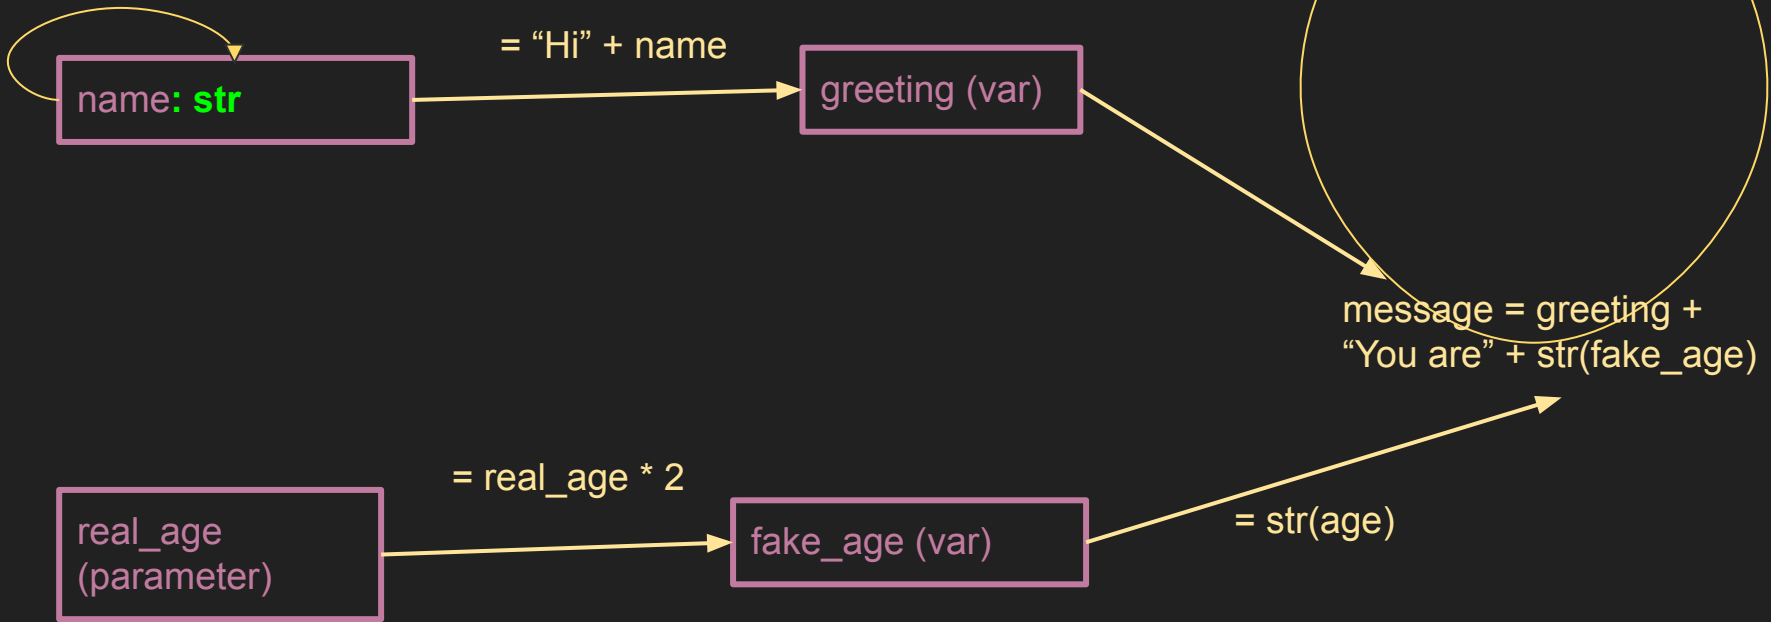 = “Hi” + name
name: str
greeting (var)
message = greeting +
“You are” + str(fake_age)
= real_age * 2
real_age
(parameter)
fake_age (var)
= str(age)